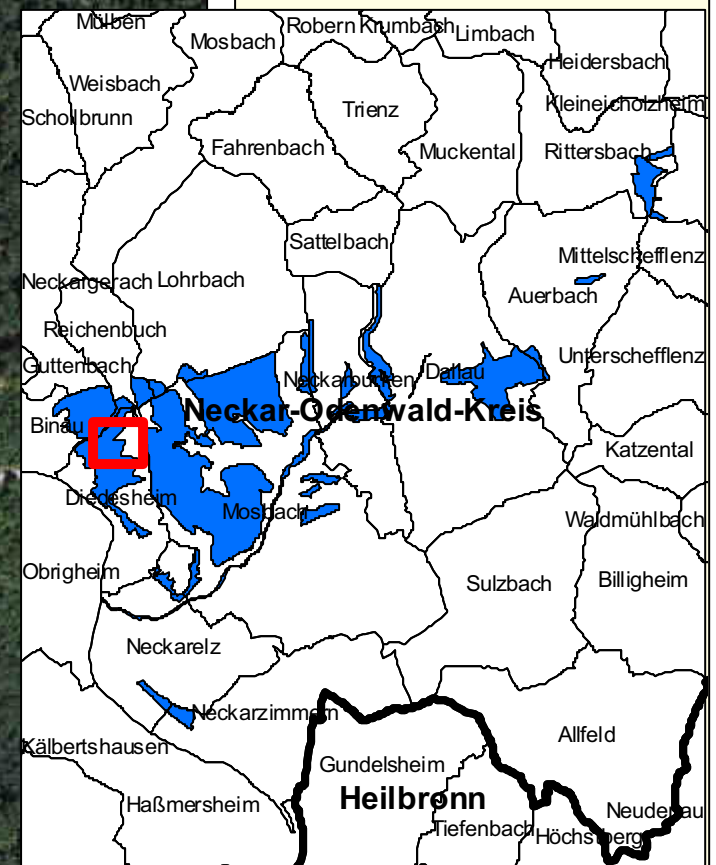 Mülben
Robern Krumbach
Limbach
Mosbach
Heidersbach
Weisbach
Kleineicholzheim
Trienz
Schollbrunn
Fahrenbach
Muckental
Rittersbach
Sattelbach
Mittelschefflenz
Neckargerach
Lohrbach
Auerbach
Reichenbuch
Unterschefflenz
Guttenbach
Neckarburken
Dallau
Neckar-Odenwald-Kreis
Binau
Katzental
Diedesheim
Mosbach
Waldmühlbach
Obrigheim
Sulzbach
Billigheim
Neckarelz
Neckarzimmern
Allfeld
Kälbertshausen
Gundelsheim
Heilbronn
Haßmersheim
Neudenau
Tiefenbach
Höchstberg